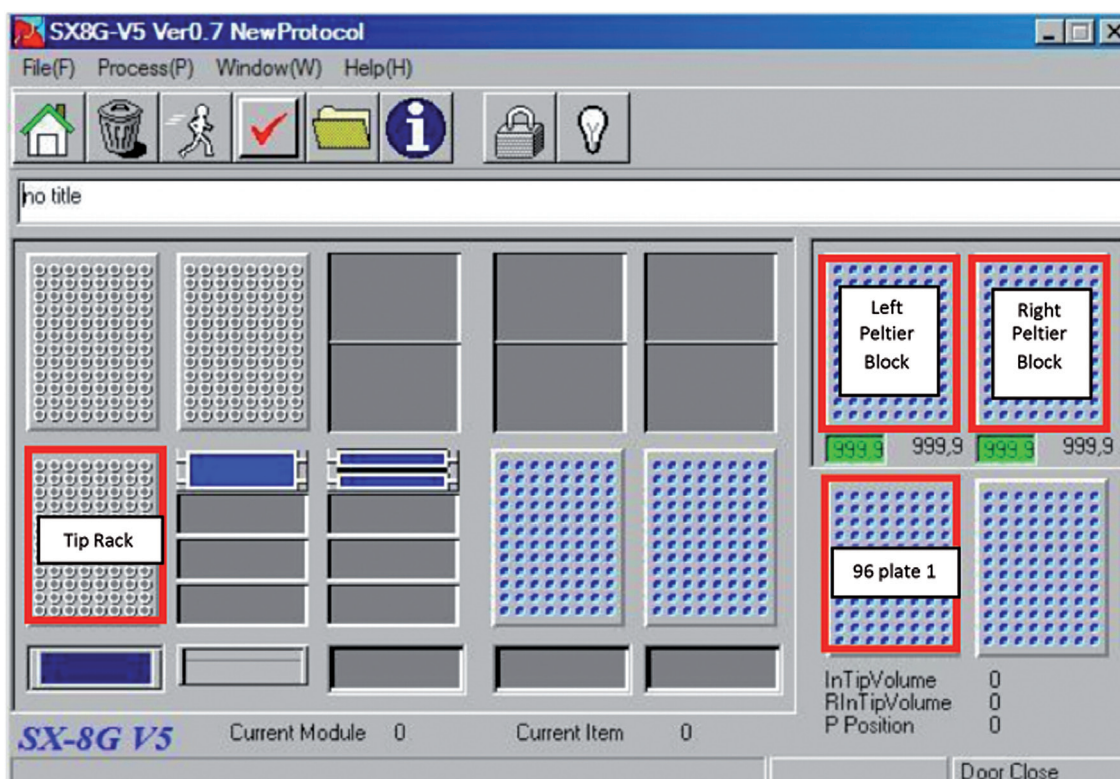 SX8G-V5 Ver0.7 NewProtocol
File(F) Process(P) Window(W) Help(H)
no title
Left
Peltier
Block
Right
Peltier
Block
999.9 999,9 999.9 999,9
Tip Rack
96 plate 1
InTipVolume 0
RInTipVolume 0
P Position 0
SX-8G V5 Current Module 0 Current Item 0
Door Close